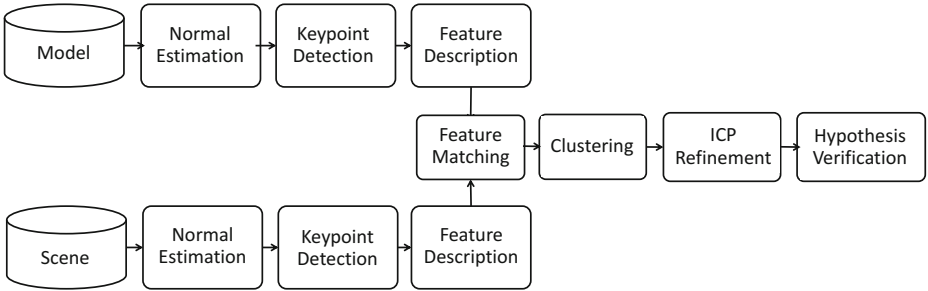 Model
Normal
Estimation
Keypoint
Detection
Feature
Description
Feature
Matching
Clustering
ICP
Refinement
Hypothesis
Verification
Scene
Normal
Estimation
Keypoint
Detection
Feature
Description